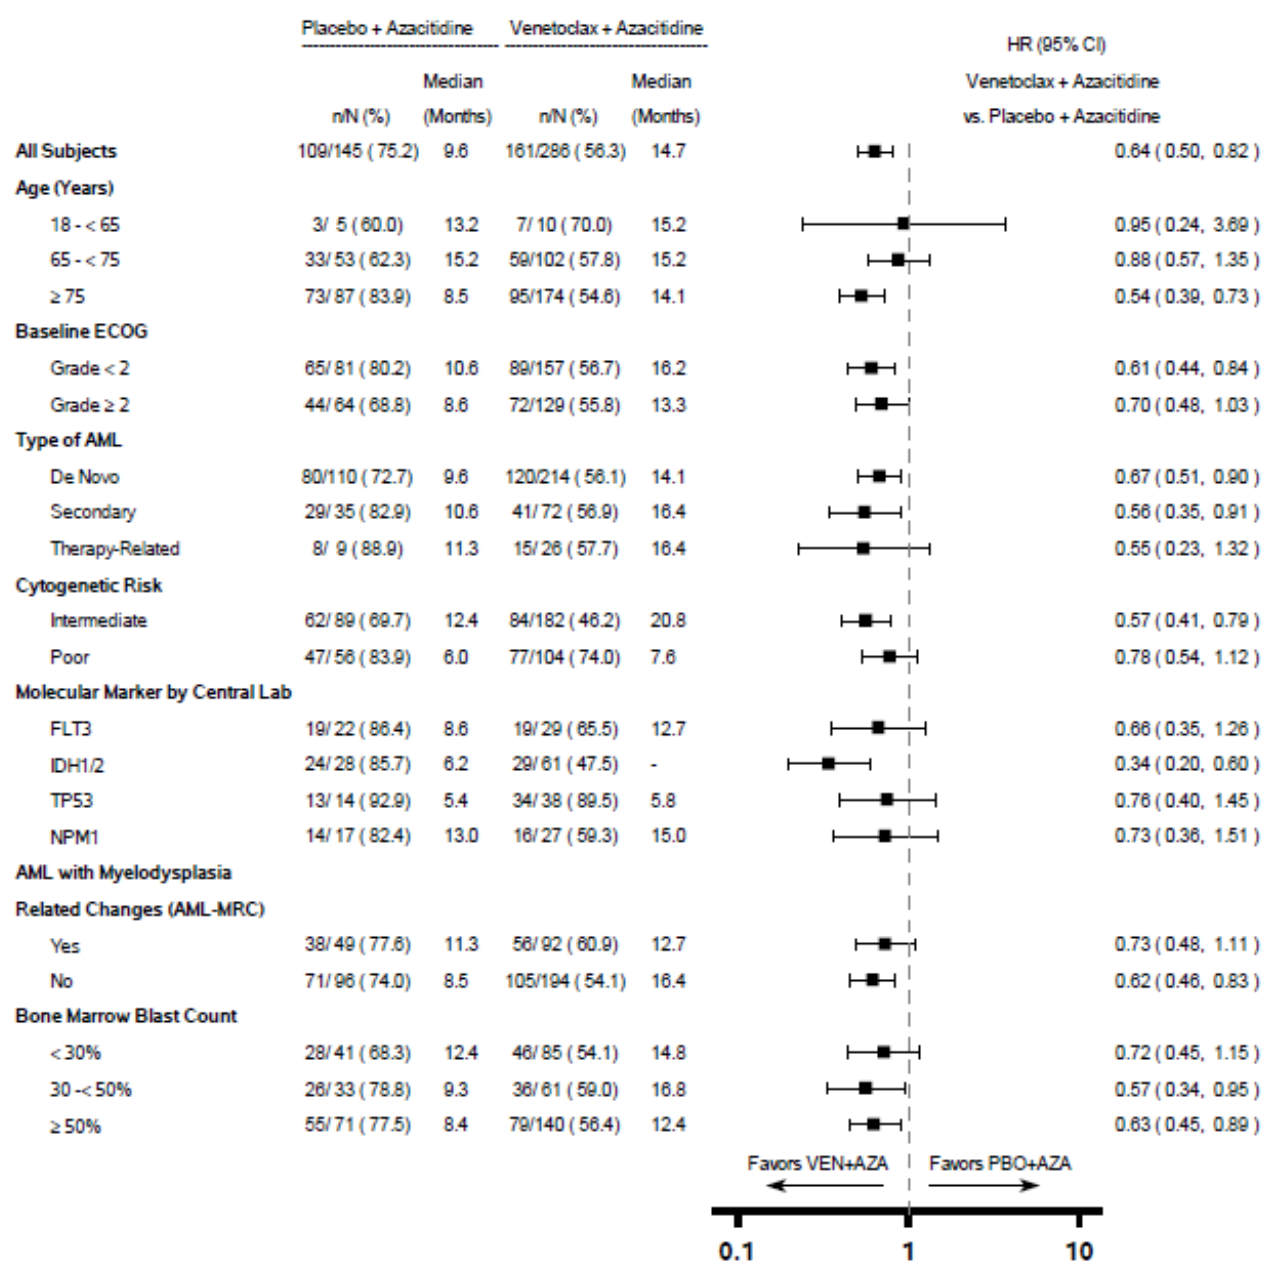 Placebo + Azacitidine Venetoclax + Azacitidine
HR (95% CI)
Median Median Venetoclax + Azacitidine
n/N (%) (Months) n/N (%) (Months) vs. Placebo + Azacitidine
All Subjects 109/145 ( 75.2) 9.6 161/286 ( 56.3) 14.7 0.64 ( 0.50, 0.82 )
Age (Years)
18 - < 65 3/ 5 ( 60.0) 13.2 7/ 10 ( 70.0) 15.2 0.95 ( 0.24, 3.69 )
65 - < 75 33/ 53 ( 62.3) 15.2 59/102 ( 57.8) 15.2 0.88 ( 0.57, 1.35 )
≥ 75 73/ 87 ( 83.9) 8.5 95/174 ( 54.6) 14.1 0.54 ( 0.39, 0.73 )
Baseline ECOG
Grade < 2 65/ 81 ( 80.2) 10.6 89/157 ( 56.7) 16.2 0.61 ( 0.44, 0.84 )
Grade ≥ 2 44/ 64 ( 68.8) 8.6 72/129 ( 55.8) 13.3 0.70 ( 0.48, 1.03 )
Type of AML
De Novo 80/110 ( 72.7) 9.6 120/214 ( 56.1) 14.1 0.67 ( 0.51, 0.90 )
Secondary 29/ 35 ( 82.9) 10.6 41/ 72 ( 56.9) 16.4 0.56 ( 0.35, 0.91 )
Therapy-Related 8/ 9 ( 88.9) 11.3 15/ 26 ( 57.7) 16.4 0.55 ( 0.23, 1.32 )
Cytogenetic Risk
Intermediate 62/ 89 ( 69.7) 12.4 84/182 ( 46.2) 20.8 0.57 ( 0.41, 0.79 )
Poor 47/ 56 ( 83.9) 6.0 77/104 ( 74.0) 7.6 0.78 ( 0.54, 1.12 )
Molecular Marker by Central Lab
FLT3 19/ 22 ( 86.4) 8.6 19/ 29 ( 65.5) 12.7 0.66 ( 0.35, 1.26 )
IDH1/2 24/ 28 ( 85.7) 6.2 29/ 61 ( 47.5) - 0.34 ( 0.20, 0.60 )
TP53 13/ 14 ( 92.9) 5.4 34/ 38 ( 89.5) 5.8 0.76 ( 0.40, 1.45 )
NPM1 14/ 17 ( 82.4) 13.0 16/ 27 ( 59.3) 15.0 0.73 ( 0.36, 1.51 )
AML with Myelodysplasia
Related Changes (AML-MRC)
Yes 38/ 49 ( 77.6) 11.3 56/ 92 ( 60.9) 12.7 0.73 ( 0.48, 1.11 )
No 71/ 96 ( 74.0) 8.5 105/194 ( 54.1) 16.4 0.62 ( 0.46, 0.83 )
Bone Marrow Blast Count
< 30% 28/ 41 ( 68.3) 12.4 46/ 85 ( 54.1) 14.8 0.72 ( 0.45, 1.15 )
30 -< 50% 26/ 33 ( 78.8) 9.3 36/ 61 ( 59.0) 16.8 0.57 ( 0.34, 0.95 )
≥ 50% 55/ 71 ( 77.5) 8.4 79/140 ( 56.4) 12.4 0.63 ( 0.45, 0.89 )
Favors VEN+AZA Favors PBO+AZA
0.1 1 10